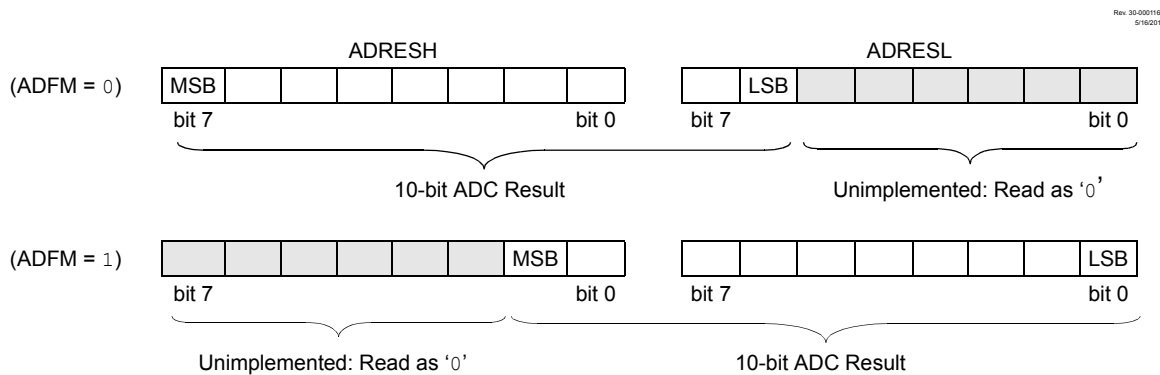 Rev. 30-000116
5/16/201
ADRESH ADRESL
(ADFM = 0) MSB LSB
bit 7 bit 0 bit 7 bit 0
10-bit ADC Result Unimplemented: Read as ‘0’
(ADFM = 1) MSB LSB
bit 7 bit 0 bit 7 bit 0
Unimplemented: Read as ‘0’ 10-bit ADC Result